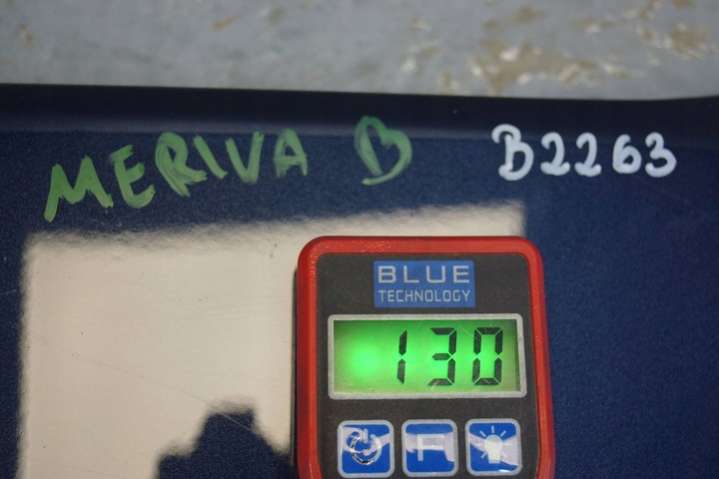 MERIVA B B2263
BLUE
TECHNOLOGY
130